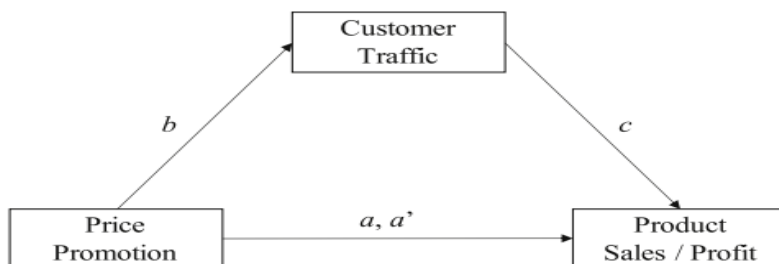 Customer
Traffic
b
c
a, a’
Price
Promotion
Product
Sales / Profit